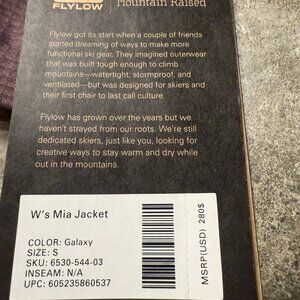 FLYLOW
Mountain Raised
Flylow got its start when a couple of friends
started dreaming of ways to make more
functional ski gear. They imagined outerwear
that was built tough enough to climb
mountains—watertight, stormproof, and
ventilated—but was designed for skiers and
their first chair to last call culture.
Flylow has grown over the years but we
haven't strayed from our roots. We're still
dedicated skiers, just like you, looking for
creative ways to stay warm and dry while
out in the mountains.
W's Mia Jacket
COLOR: Galaxy
SIZE: S
SKU: 6530-544-03
INSEAM: N/A
UPC: 605235860537
MSRP(USD) 280$